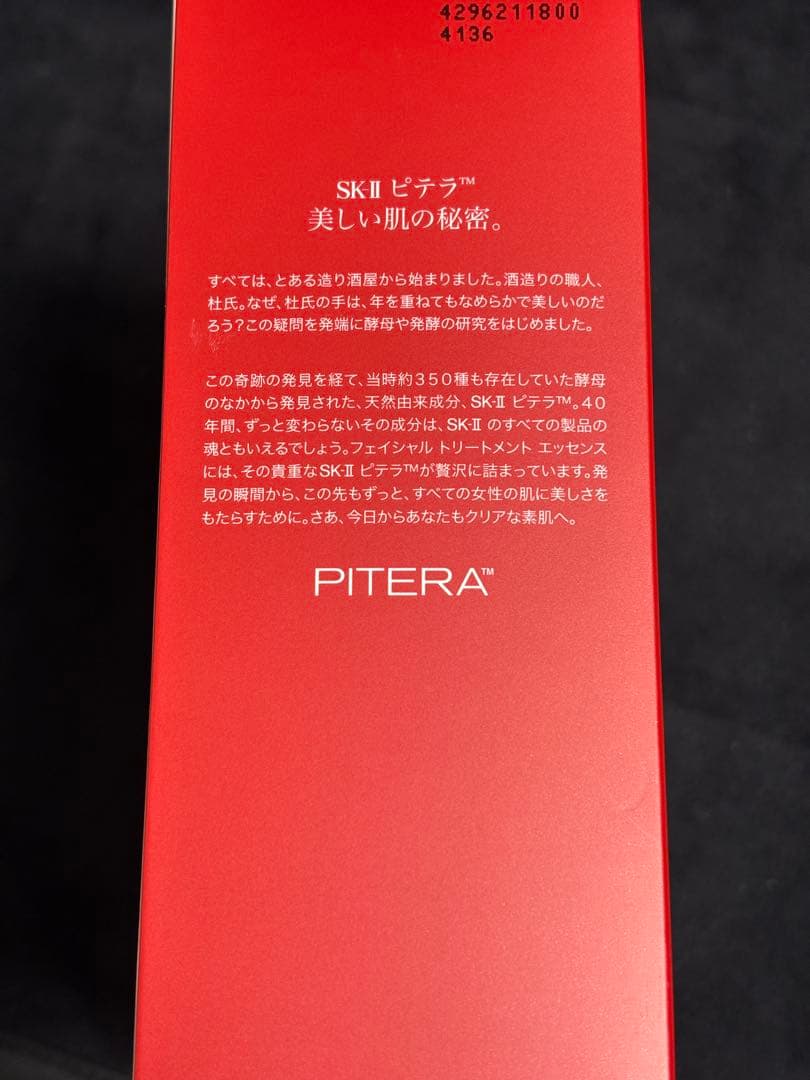 4296211800
4136
SK-II ピテラ™
美しい肌の秘密。
すべては、とある造り酒屋から始まりました。酒造りの職人、
杜氏。なぜ、杜氏の手は、年を重ねてもなめらかで美しいのだ
ろう?この疑問を発端に酵母や発酵の研究をはじめました。
この奇跡の発見を経て、当時約350種も存在していた酵母
のなかから発見された、天然由来成分、SK-II ピテラ™。40
年間、ずっと変わらないその成分は、SK-II のすべての製品の
魂ともいえるでしょう。フェイシャル トリートメント エッセンス
には、その貴重なSK-II ピテラ™が贅沢に詰まっています。発
見の瞬間から、この先もずっと、すべての女性の肌に美しさを
もたらすために。さあ、今日からあなたもクリアな素肌へ。
PITERA™